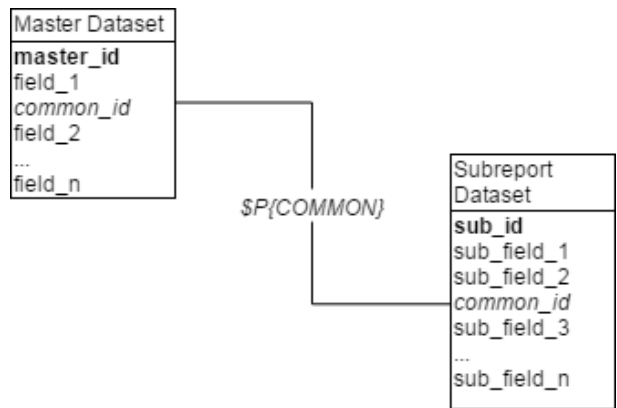 Master Dataset
master_id
field_1
common_id
field_2
...
field_n
$P{COMMON}
Subreport
Dataset
sub_id
sub_field_1
sub_field_2
common_id
sub_field_3
...
sub_field_n